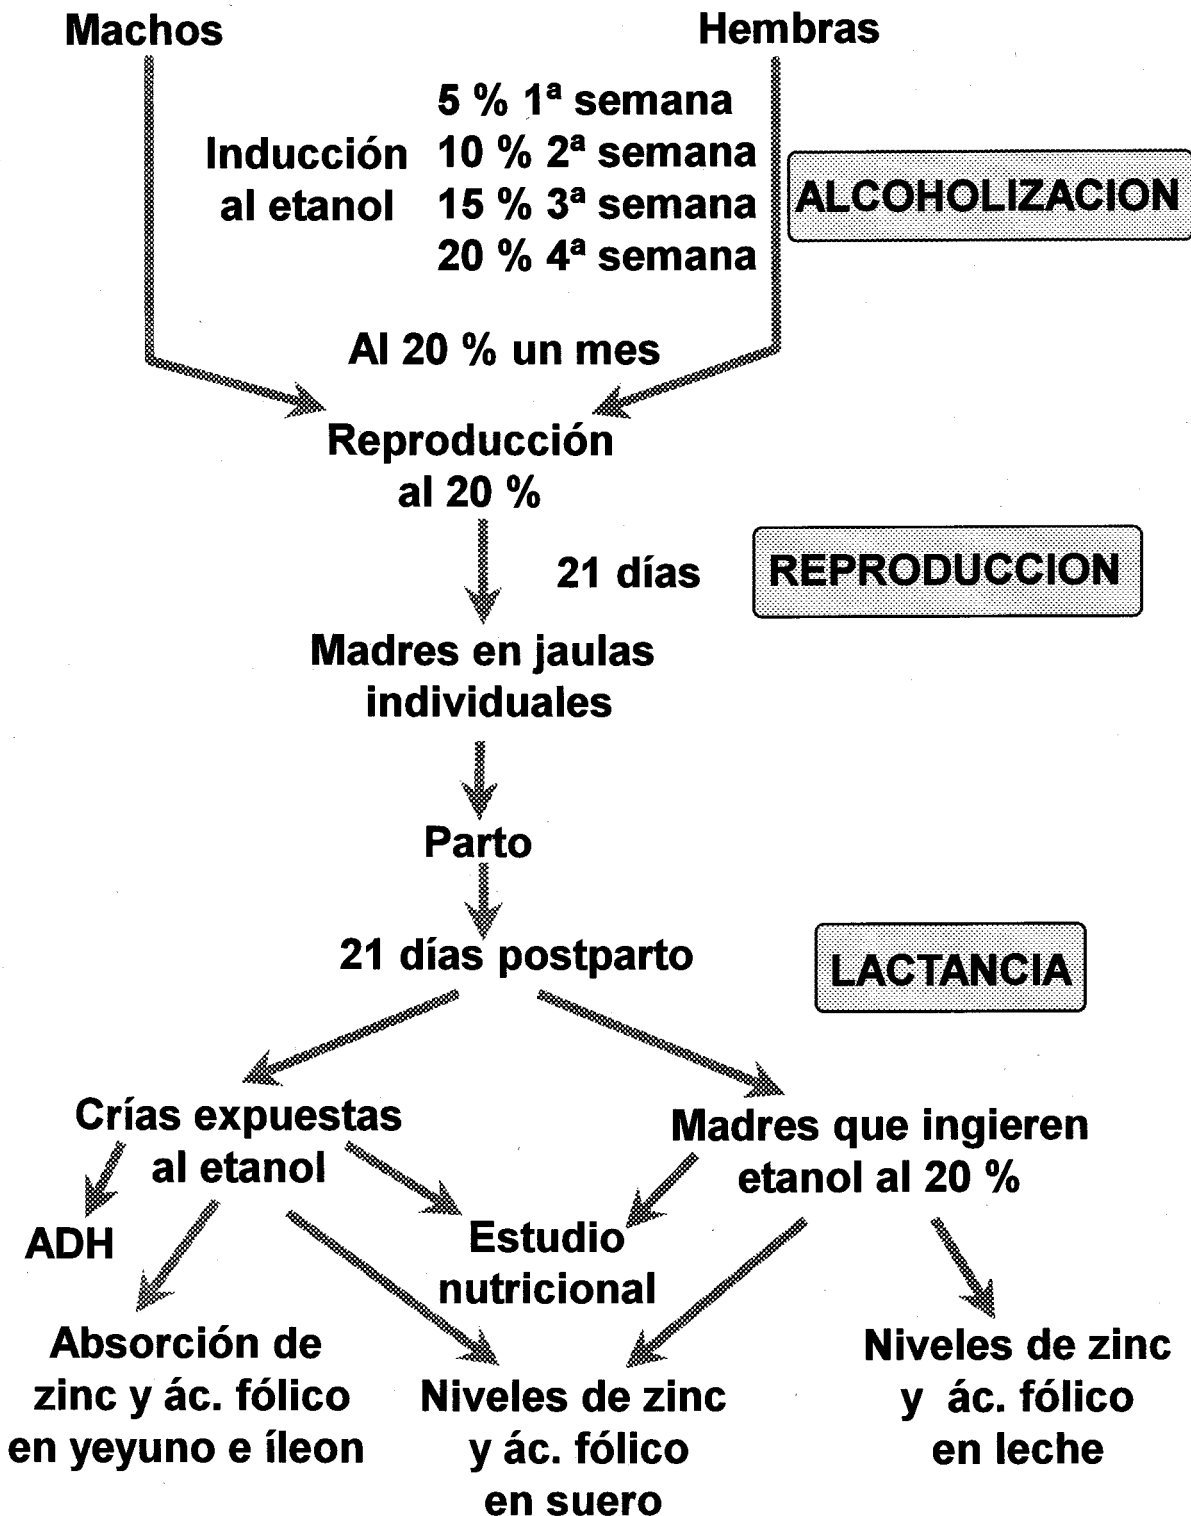 Machos
Hembras
5 % 1ª semana
Inducción 10 % 2ª semana
al etanol 15 % 3ª semana
20 % 4ª semana
ALCOHOLIZACION
Al 20 % un mes
Reproducción
al 20 %
21 días
REPRODUCCION
Madres en jaulas
individuales
Parto
21 días postparto
LACTANCIA
Crías expuestas
al etanol
Madres que ingieren
etanol al 20 %
ADH
Estudio
nutricional
Absorción de
zinc y ác. fólico
en yeyuno e íleon
Niveles de zinc
y ác. fólico
en suero
Niveles de zinc
y ác. fólico
en leche